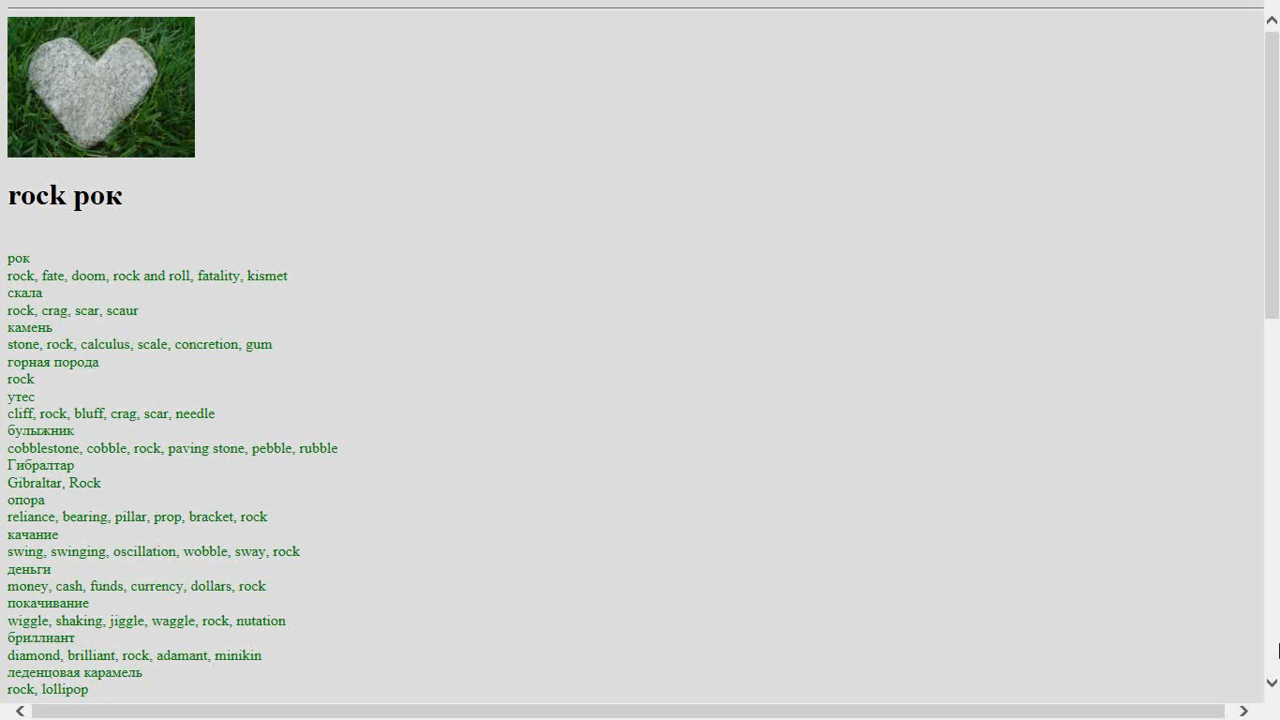 rock рок
рок
rock, fate, doom, rock and roll, fatality, kismet
скала
rock, crag, scar, scaur
камень
stone, rock, calculus, scale, concretion, gum
горная порода
rock
утес
cliff, rock, bluff, crag, scar, needle
булыжник
cobblestone, cobble, rock, paving stone, pebble, rubble
Гибралтар
Gibraltar, Rock
опора
reliance, bearing, pillar, prop, bracket, rock
качание
swing, swinging, oscillation, wobble, sway, rock
деньги
money, cash, funds, currency, dollars, rock
покачивание
wiggle, shaking, jiggle, waggle, rock, nutation
бриллиант
diamond, brilliant, rock, adamant, minikin
леденцовая карамель
rock, lollipop